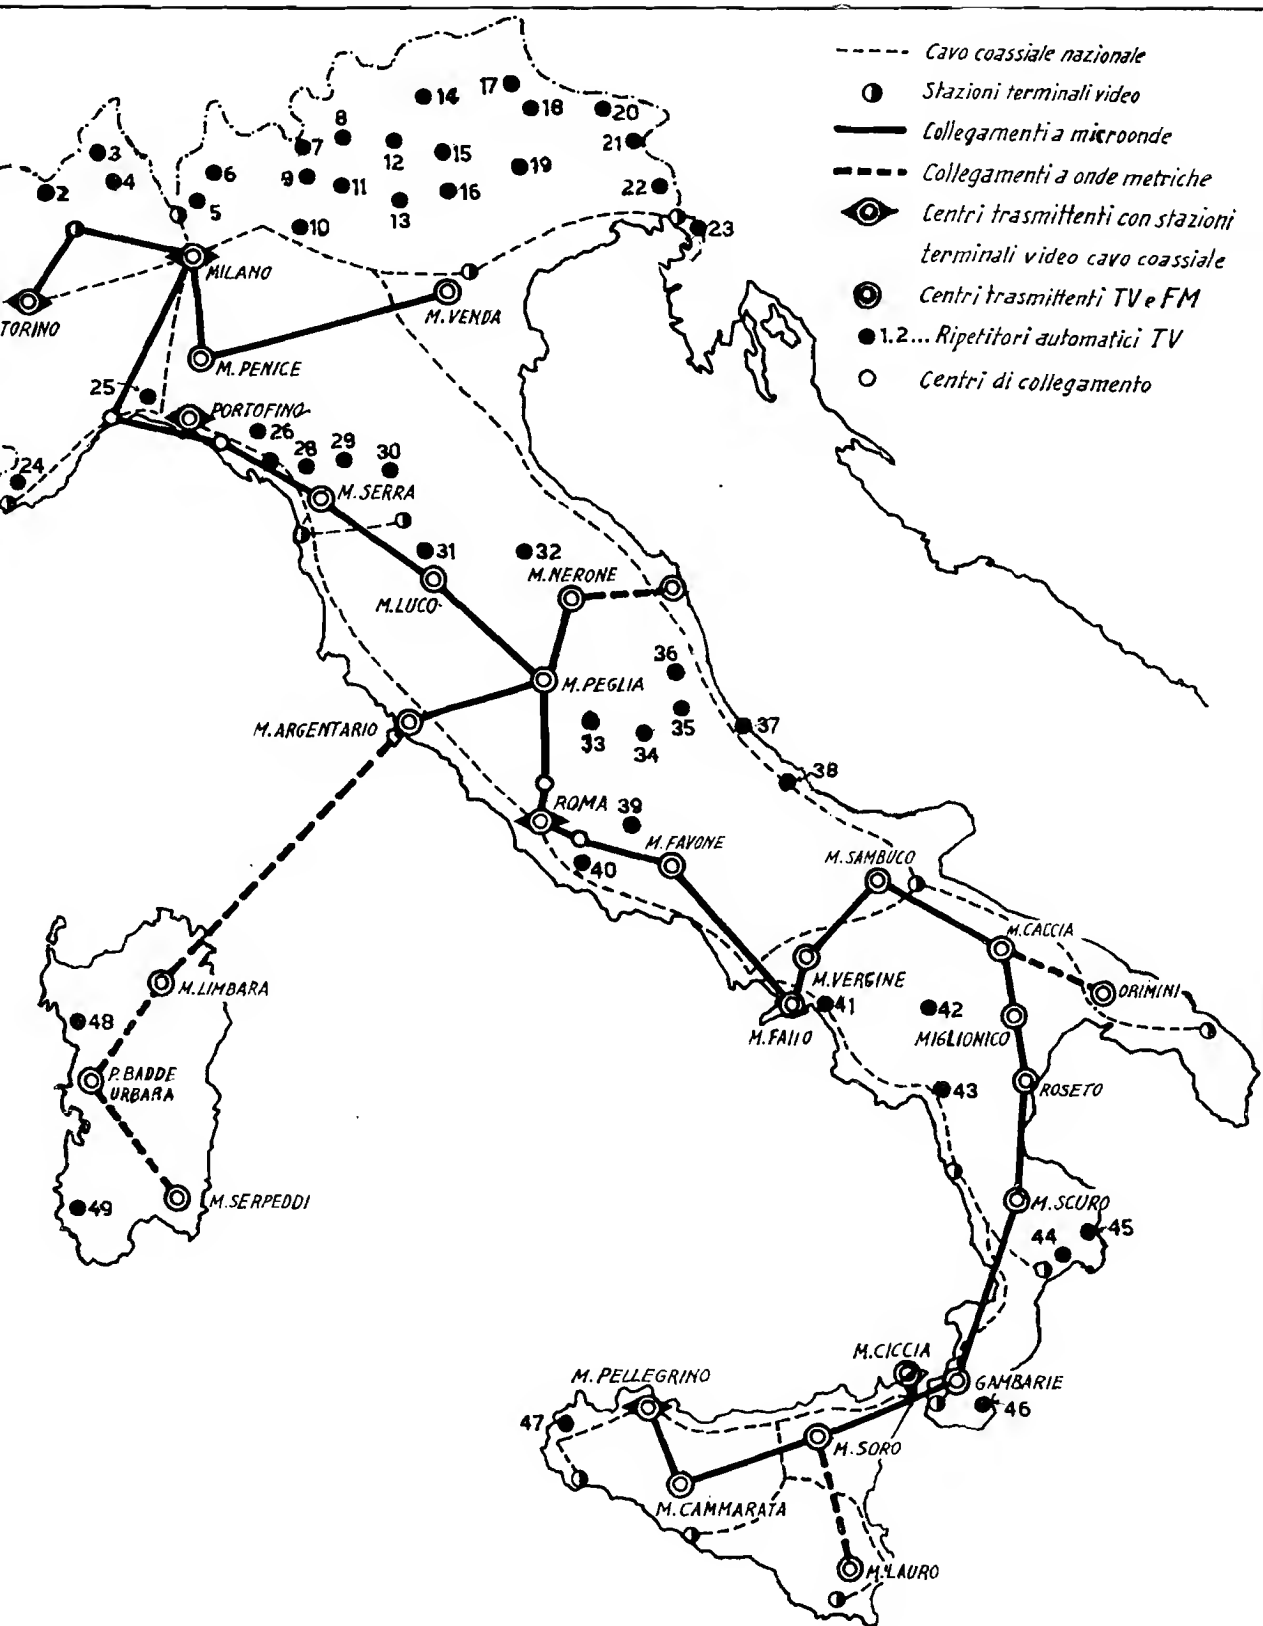 Cavo coassiale nazionale
Stazioni terminali video
Collegamenti a microonde
Collegamenti a onde metriche
Centri trasmittenti con stazioni
terminali video cavo coassiale
Centri trasmittenti TV e FM
1.2... Ripetitori automatici TV
Centri di collegamento
17
14
18
20
8
3
7
12
15
21
6
19
2
4
9
11
16
22
5
13
10
23
MILANO
TORINO
M. VENDA
M. PENICE
25
PORTOFINO
26
28
29
30
24
M. SERRA
31
32
M. NERONE
M. LUCO
36
M. PEGLIA
35
37
M. ARGENTARIO
33
34
38
ROMA
39
M. FAVONE
M. SAMBUCO
40
M. CACCIA
M. VERGINE
M. LIMBARA
ORIMINI
48
41
42
M. FAITO
MIGLIONICO
P. BADDE
URBARA
43
ROSETO
49
M. SERPEDDI
M. SCURO
45
44
M. CICCIA
M. PELLEGRINO
GAMBARIE
46
47
M. SORO
M. CAMMARATA
M. LAURO